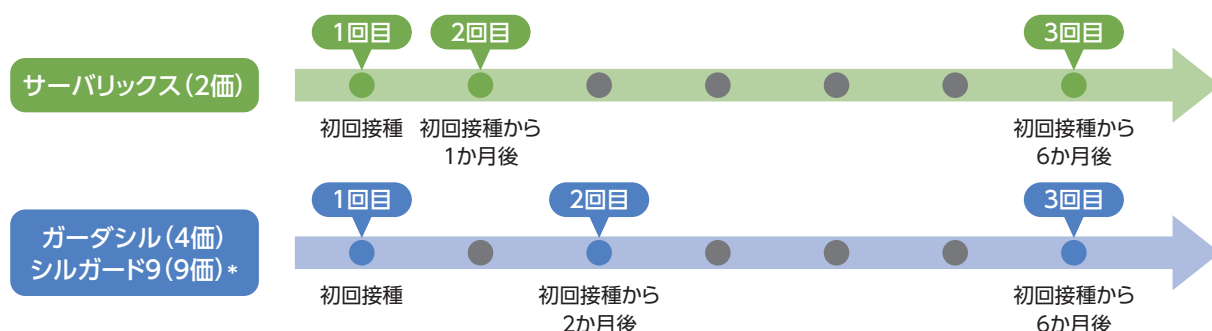 1回目
2回目
3回目
サーバリックス(2価)
初回接種
初回接種から
1か月後
初回接種から
6か月後
1回目
2回目
3回目
ガーダシル(4価)
シルガード9(9価)*
初回接種
初回接種から
2か月後
初回接種から
6か月後